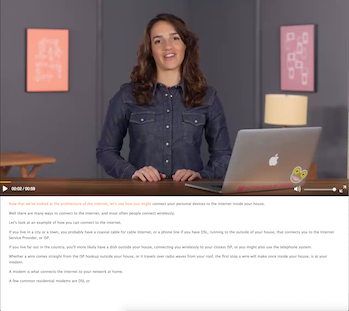 00:02 / 00:00
Now that we've looked at the architecture of the internet, let's see how you might connect your personal devices to the internet inside your house.
Well there are many ways to connect to the internet, and most often people connect wirelessly.
Let's look at an example of how you can connect to the internet.
If you live in a city or a town, you probably have a coaxial cable for cable internet, or a phone line if you have DSL, running to the outside of your house, that connects you to the Internet
Service Provider, or ISP.
If you live far out in the country, you'll more likely have a dish outside your house, connecting you wirelessly to your closest ISP, or you might also use the telephone system.
Whether a wire comes straight from the ISP hookup outside your house, or it travels over radio waves from your roof, the first stop a wire will make once inside your house, is at your
modem.
A modem is what connects the internet to your network at home.
A few common residential modems are DSL or